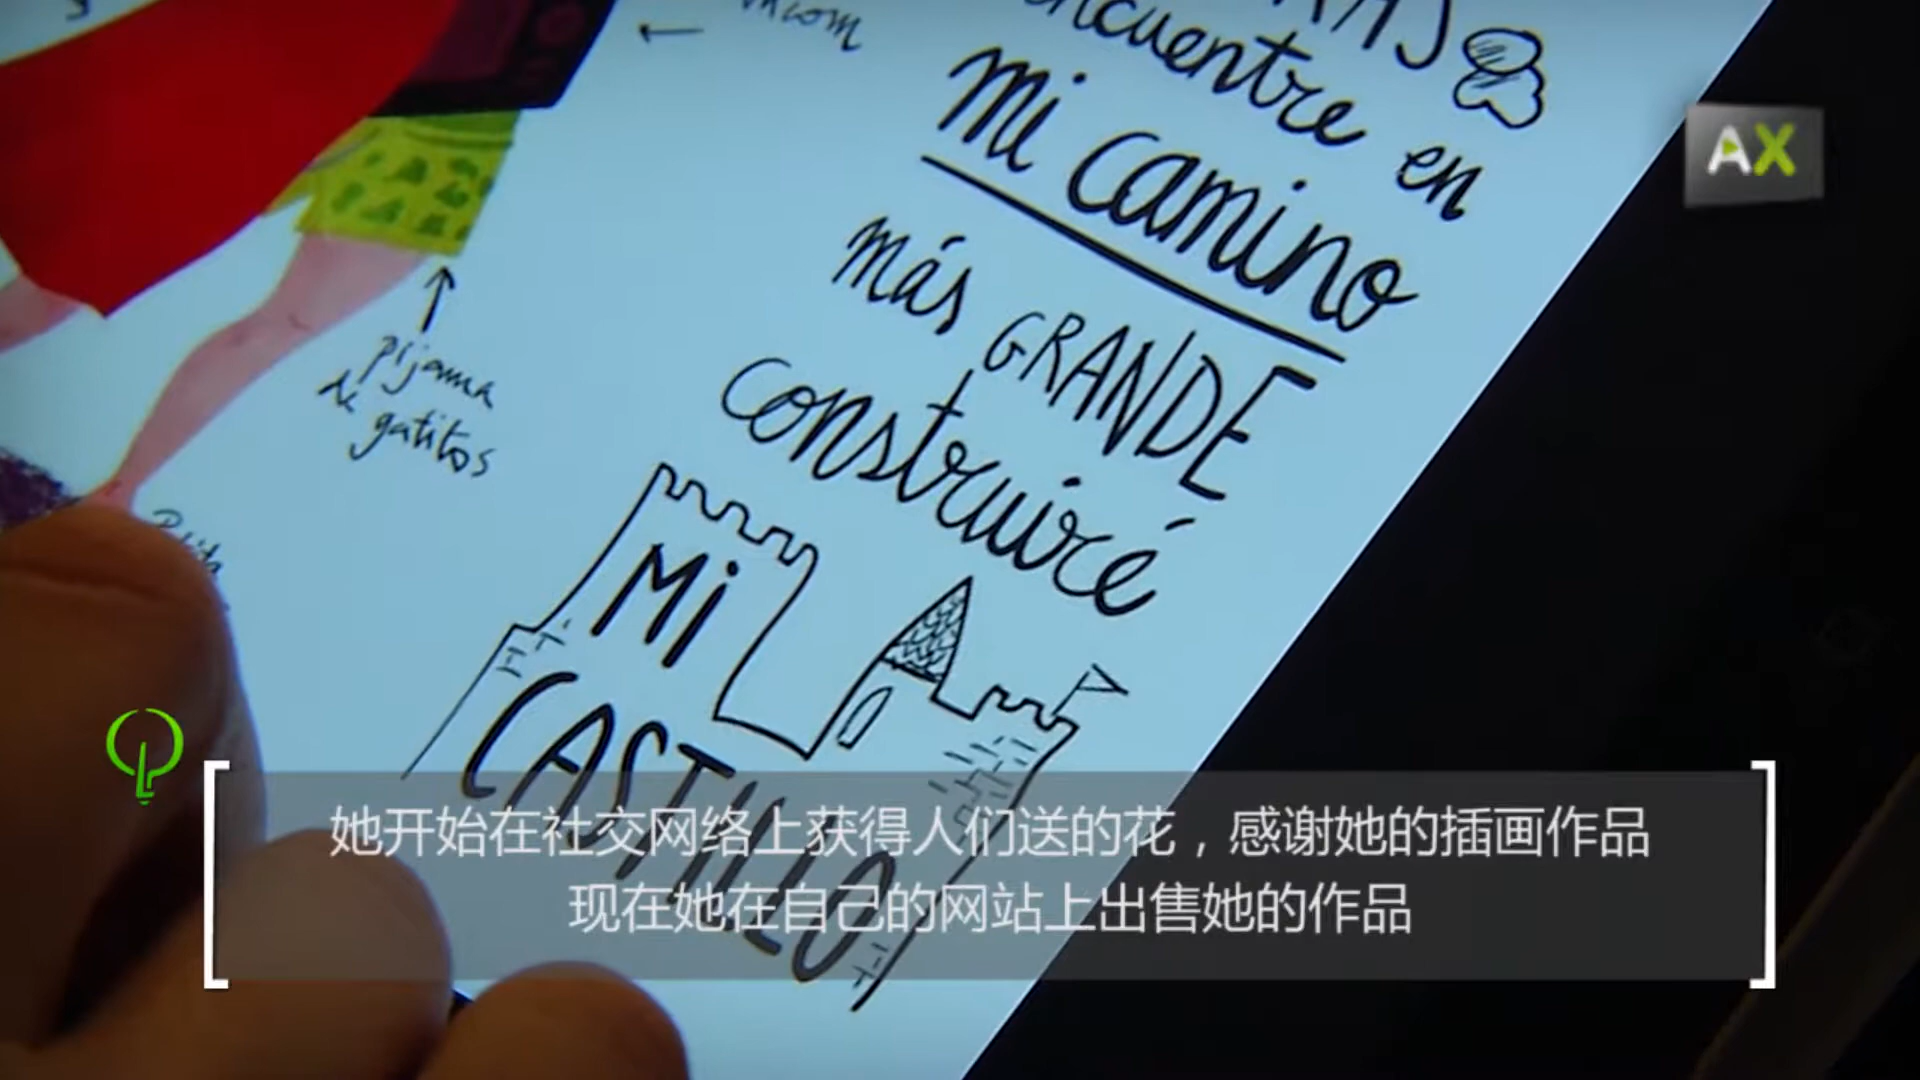 encuentre en
mi camino
más GRANDE
construiré
Mi
CASTILLO
pijama
de gatitos
AX
她开始在社交网络上获得人们送的花，感谢她的插画作品
现在她在自己的网站上出售她的作品